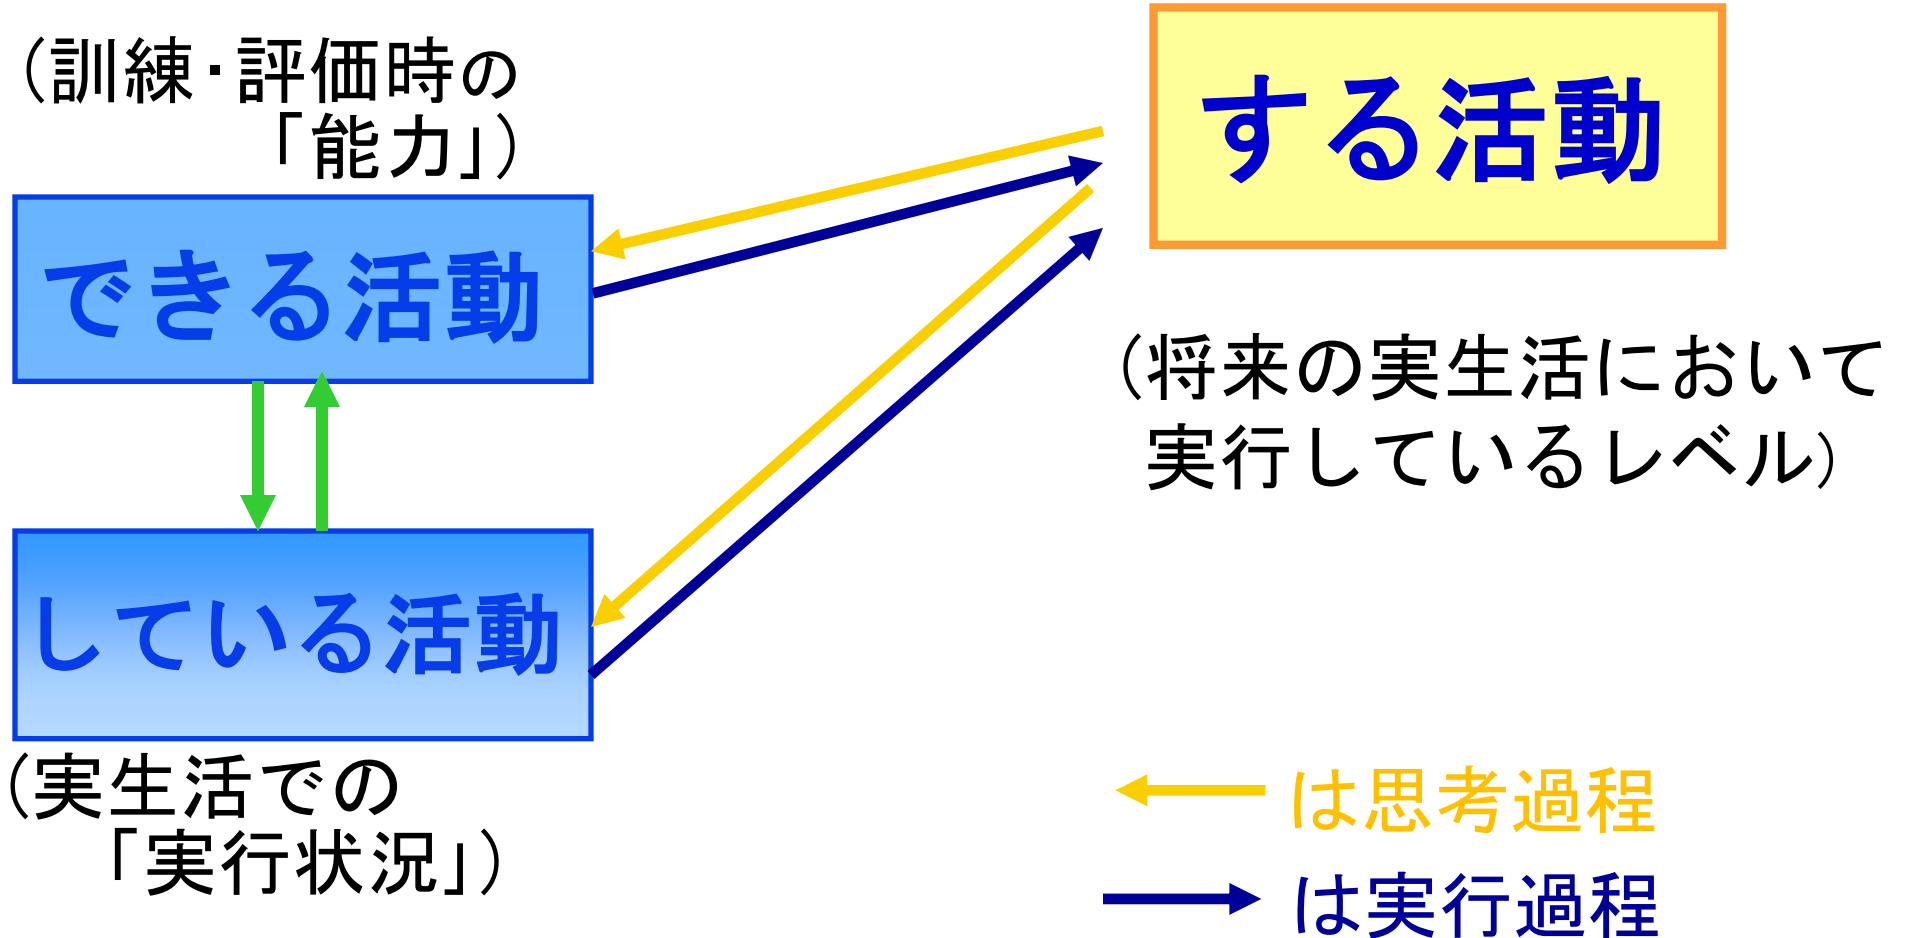 （訓練・評価時の
「能力」）
できる活動
している活動
（実生活での
「実行状況」）
する活動
（将来の実生活において
実行しているレベル）
は思考過程
は実行過程